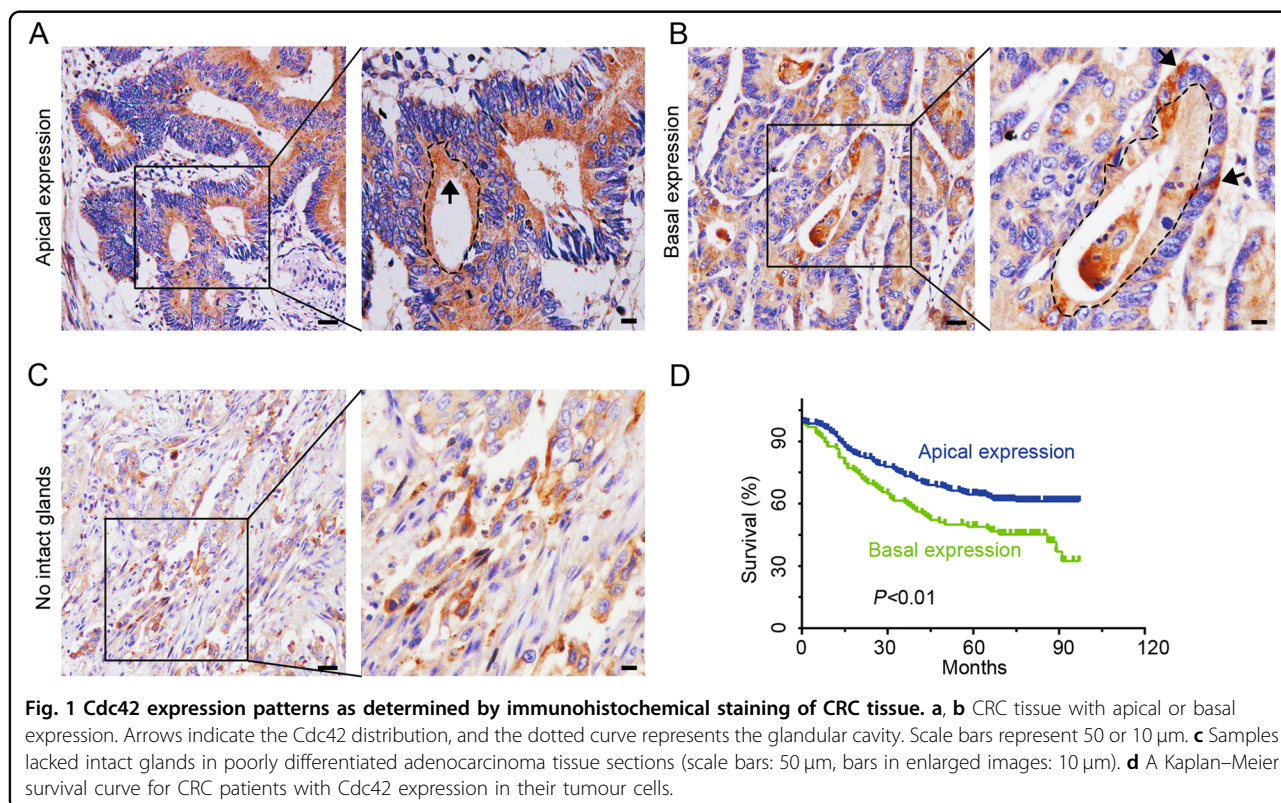 A
Apical expression
B
Basal expression
C
No intact glands
D
Survival (%)
90
60
30
0
Apical expression
Basal expression
P<0.01
0 30 60 90 120
Months
Fig. 1 Cdc42 expression patterns as determined by immunohistochemical staining of CRC tissue. a, b CRC tissue with apical or basal
expression. Arrows indicate the Cdc42 distribution, and the dotted curve represents the glandular cavity. Scale bars represent 50 or 10 µm. c Samples
lacked intact glands in poorly differentiated adenocarcinoma tissue sections (scale bars: 50 µm, bars in enlarged images: 10 µm). d A Kaplan–Meier
survival curve for CRC patients with Cdc42 expression in their tumour cells.